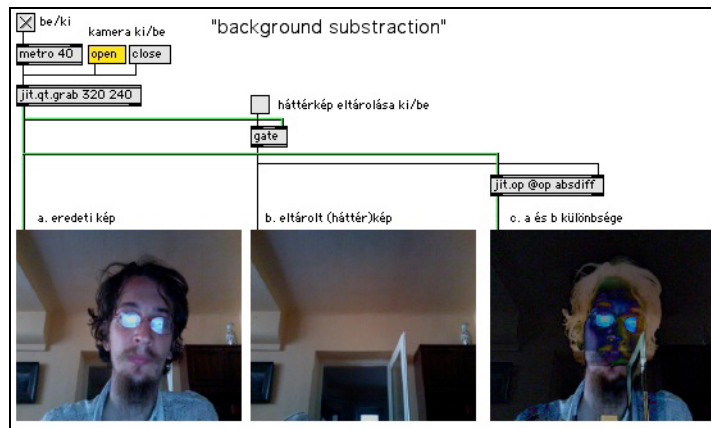 be/ki
"background substraction"
kamera ki/be
metro 40
open
close
jit.qt.grab 320 240
háttérkép eltárolása ki/be
gate
jit.op @op absdiff
a. eredeti kép
b. eltárolt (háttér)kép
c. a és b különbsége